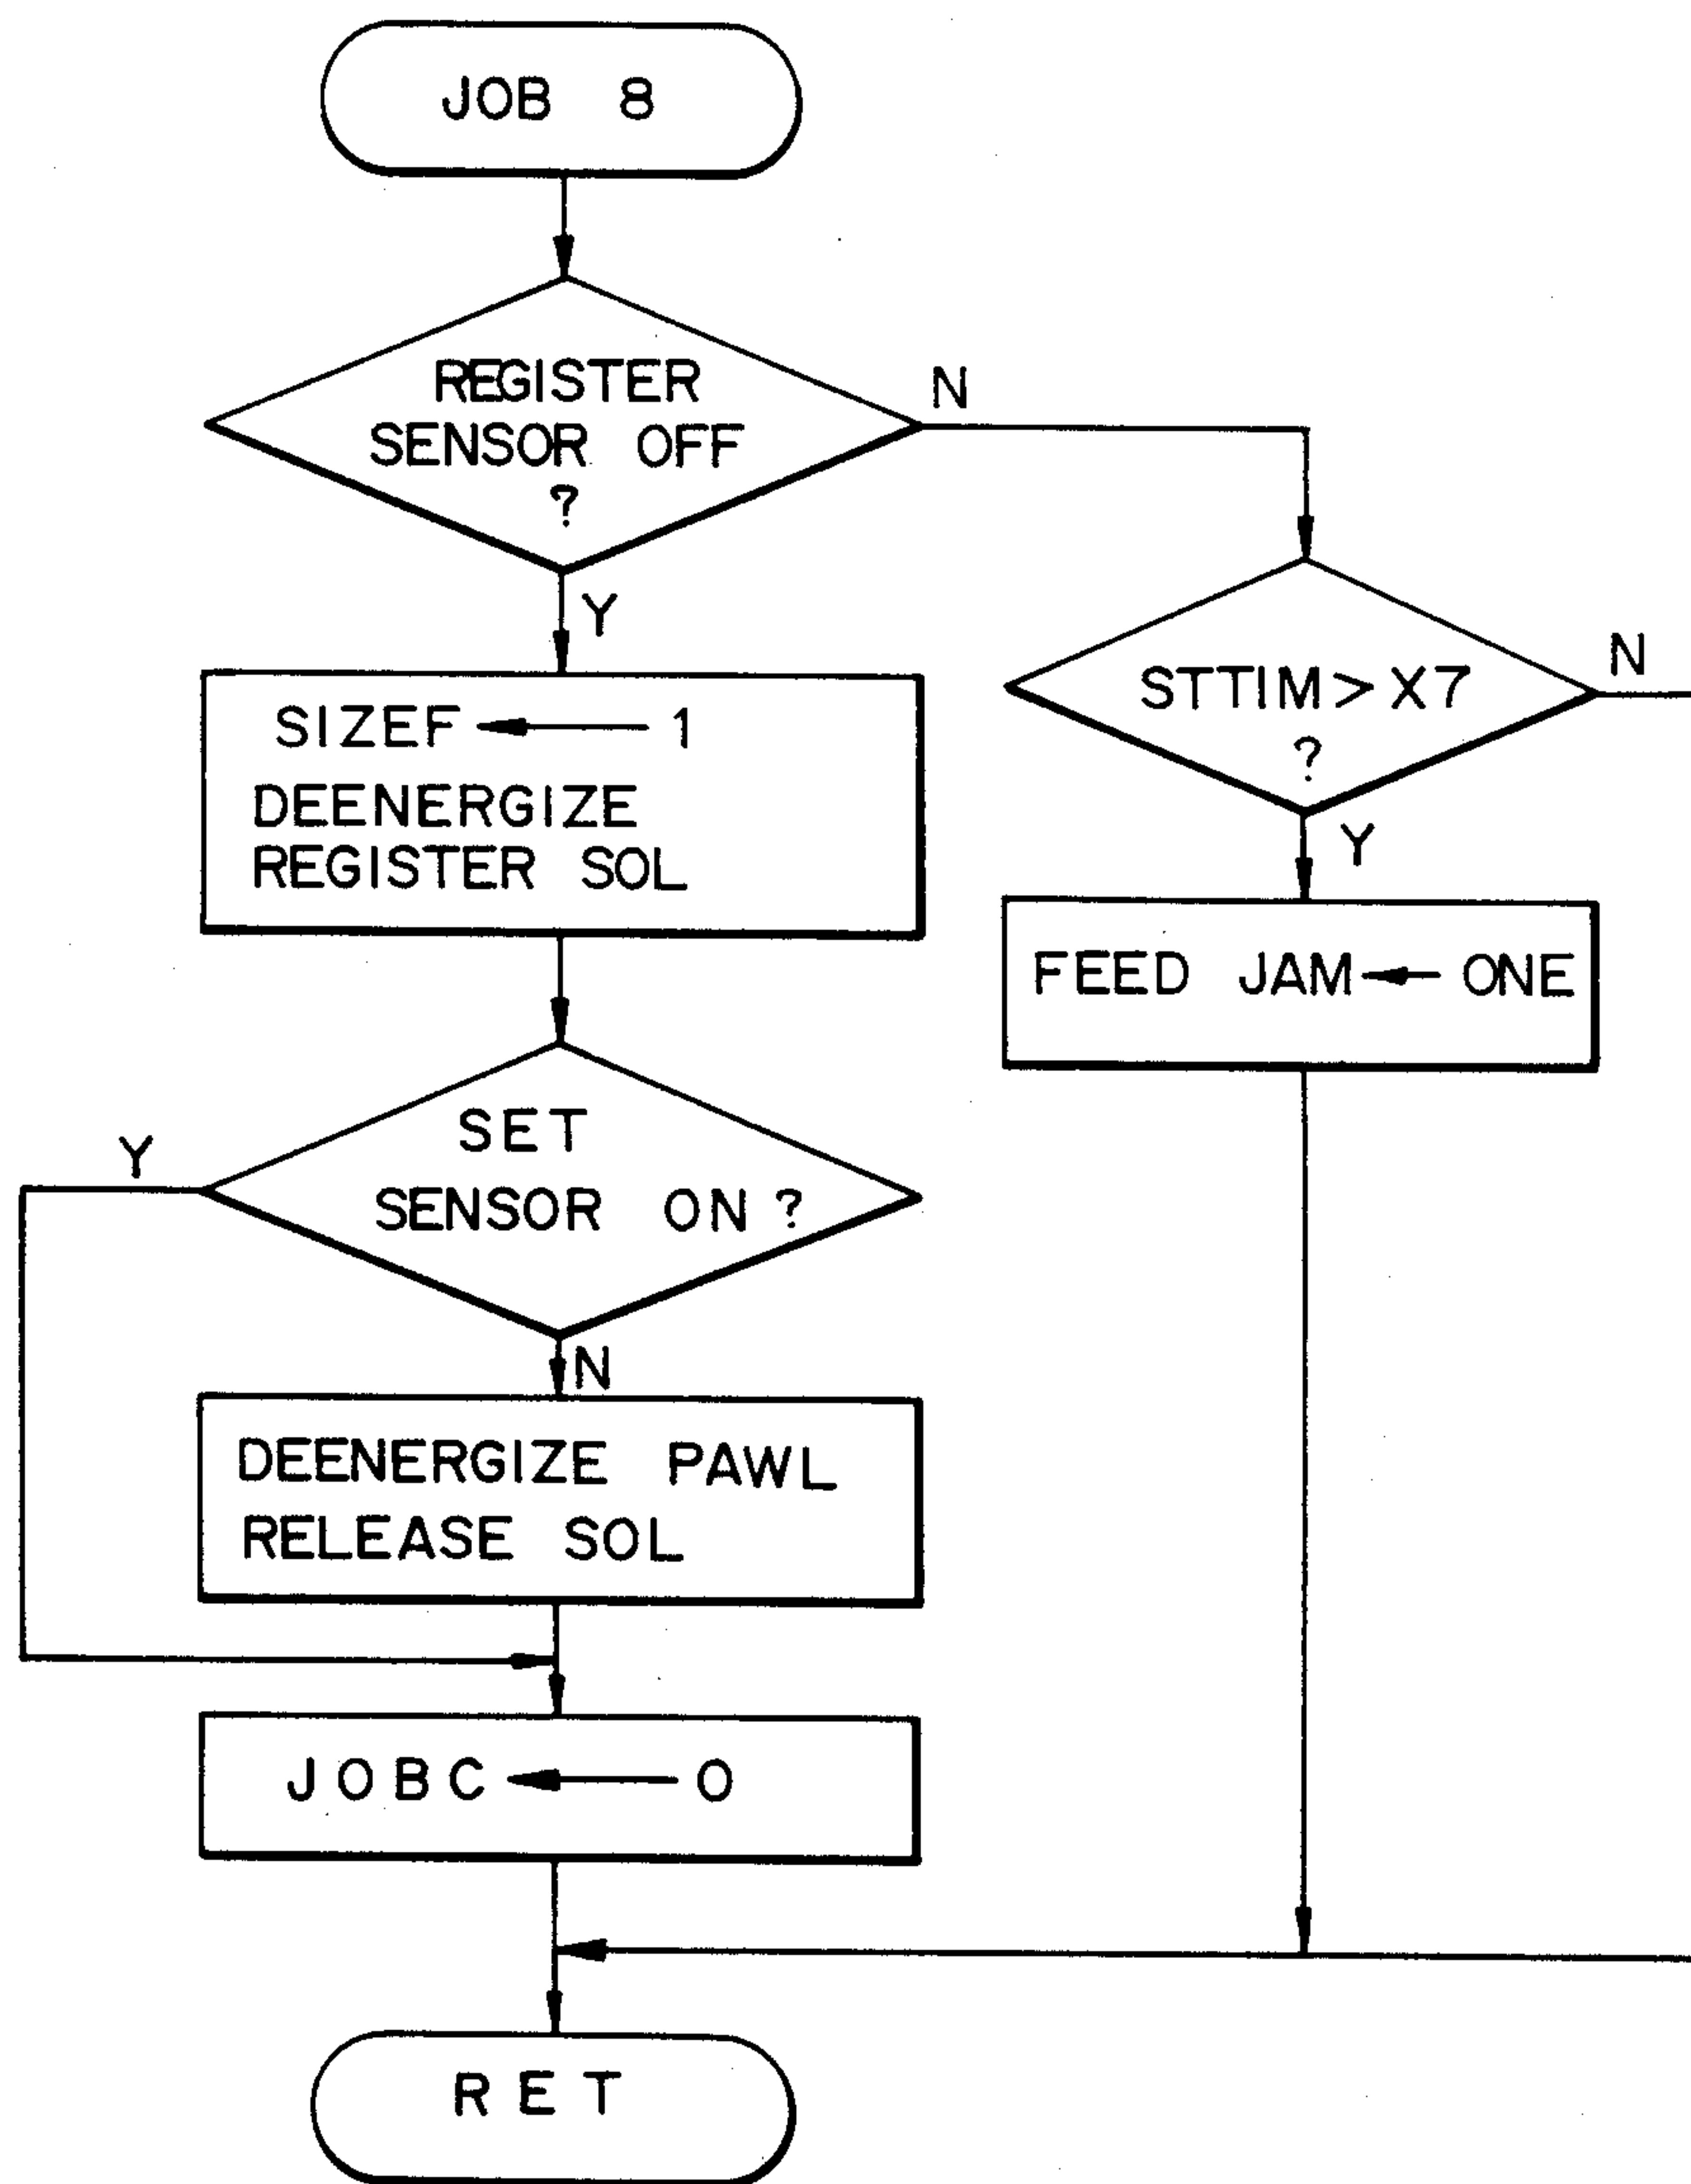 JOB 8
REGISTER
SENSOR OFF
?
N
Y
SIZEF ← 1
DEENERGIZE
REGISTER SOL
STTIM > X7
?
N
Y
FEED JAM ← ONE
SET
SENSOR ON ?
Y
N
DEENERGIZE PAWL
RELEASE SOL
JOBC ← 0
RET